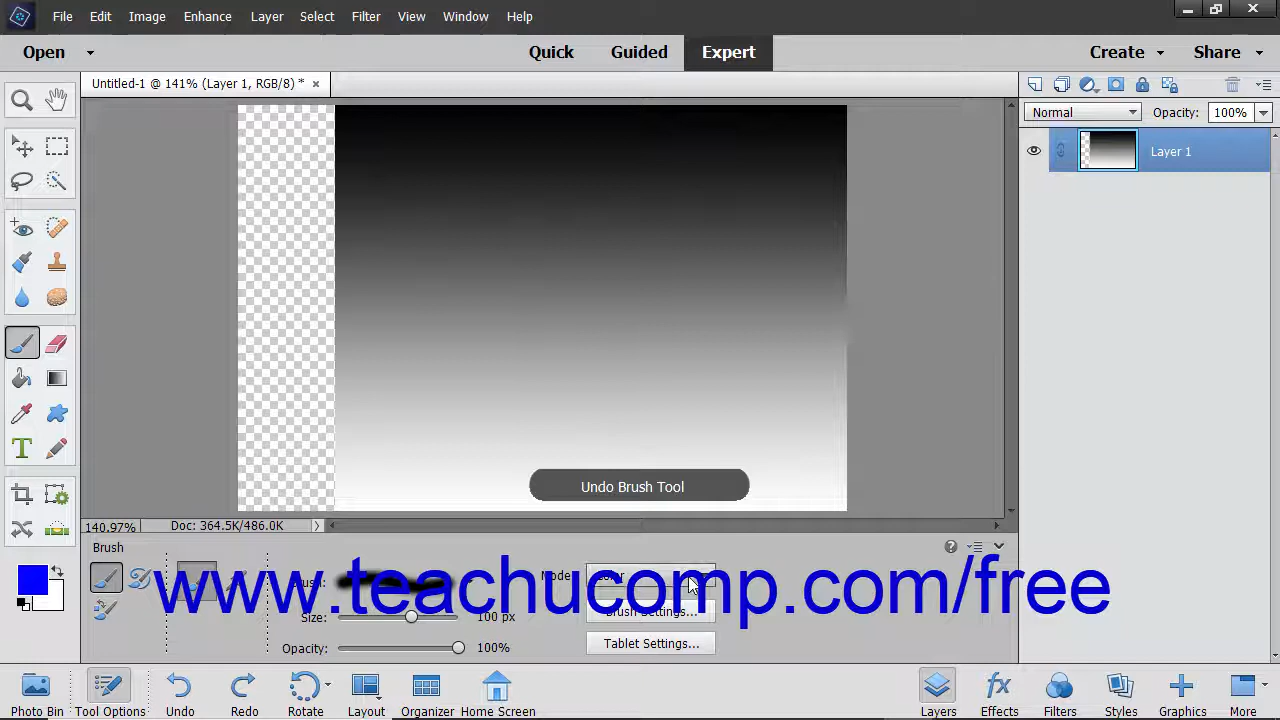 File Edit Image Enhance Layer Select Filter View Window Help
Open Quick Guided Expert Create Share
Untitled-1 @ 141% (Layer 1, RGB/8) * ×
Normal Opacity: 100%
Layer 1
Undo Brush Tool
140.97% Doc: 364.5K/486.0K
Brush
Brush: Mode: Color
www.teachucomp.com/free
Size: 100 px Brush Settings...
Opacity: 100% Tablet Settings...
Photo Bin Tool Options Undo Redo Rotate Layout Organizer Home Screen Layers Effects Filters Styles Graphics More